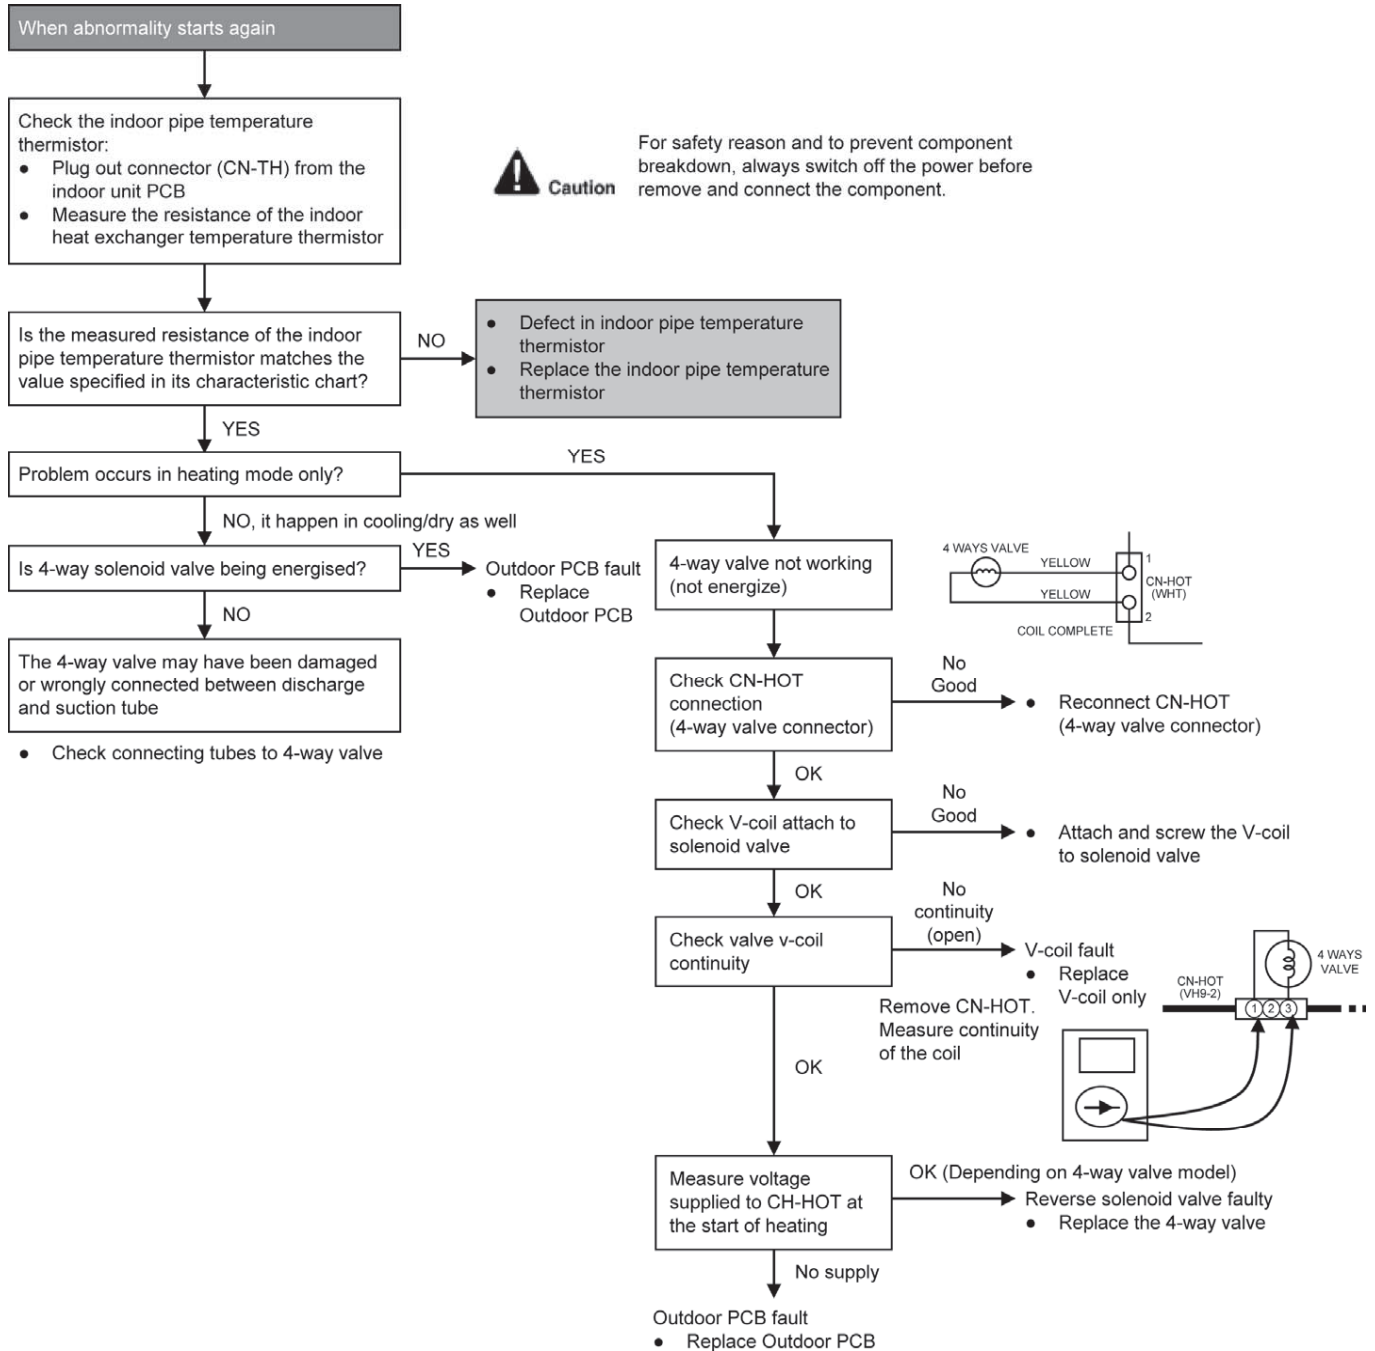 When abnormality starts again
Check the indoor pipe temperature
thermistor:
● Plug out connector (CN-TH) from the
indoor unit PCB
● Measure the resistance of the indoor
heat exchanger temperature thermistor
Caution
For safety reason and to prevent component
breakdown, always switch off the power before
remove and connect the component.
Is the measured resistance of the indoor
pipe temperature thermistor matches the
value specified in its characteristic chart?
NO
● Defect in indoor pipe temperature
thermistor
● Replace the indoor pipe temperature
thermistor
YES
Problem occurs in heating mode only?
YES
NO, it happen in cooling/dry as well
Is 4-way solenoid valve being energised?
YES
Outdoor PCB fault
● Replace
Outdoor PCB
NO
The 4-way valve may have been damaged
or wrongly connected between discharge
and suction tube
● Check connecting tubes to 4-way valve
4-way valve not working
(not energize)
4 WAYS VALVE
YELLOW
YELLOW
1
CN-HOT
(WHT)
2
COIL COMPLETE
Check CN-HOT
connection
(4-way valve connector)
No
Good
● Reconnect CN-HOT
(4-way valve connector)
OK
Check V-coil attach to
solenoid valve
No
Good
● Attach and screw the V-coil
to solenoid valve
OK
Check valve v-coil
continuity
No
continuity
(open)
V-coil fault
● Replace
V-coil only
Remove CN-HOT.
Measure continuity
of the coil
CN-HOT
(VH9-2)
4 WAYS
VALVE
1 2 3
OK
Measure voltage
supplied to CH-HOT at
the start of heating
OK (Depending on 4-way valve model)
Reverse solenoid valve faulty
● Replace the 4-way valve
No supply
Outdoor PCB fault
● Replace Outdoor PCB